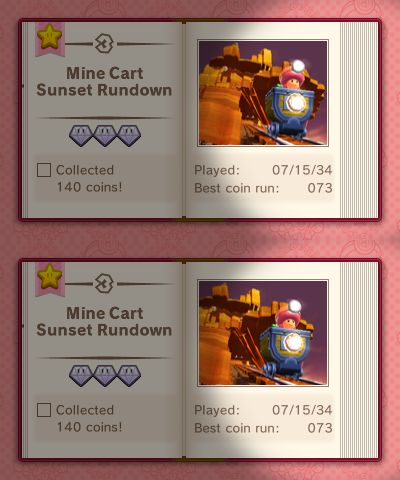 Mine Cart
Sunset Rundown
Collected
140 coins!
Played: 07/15/34
Best coin run: 073
Mine Cart
Sunset Rundown
Collected
140 coins!
Played: 07/15/34
Best coin run: 073